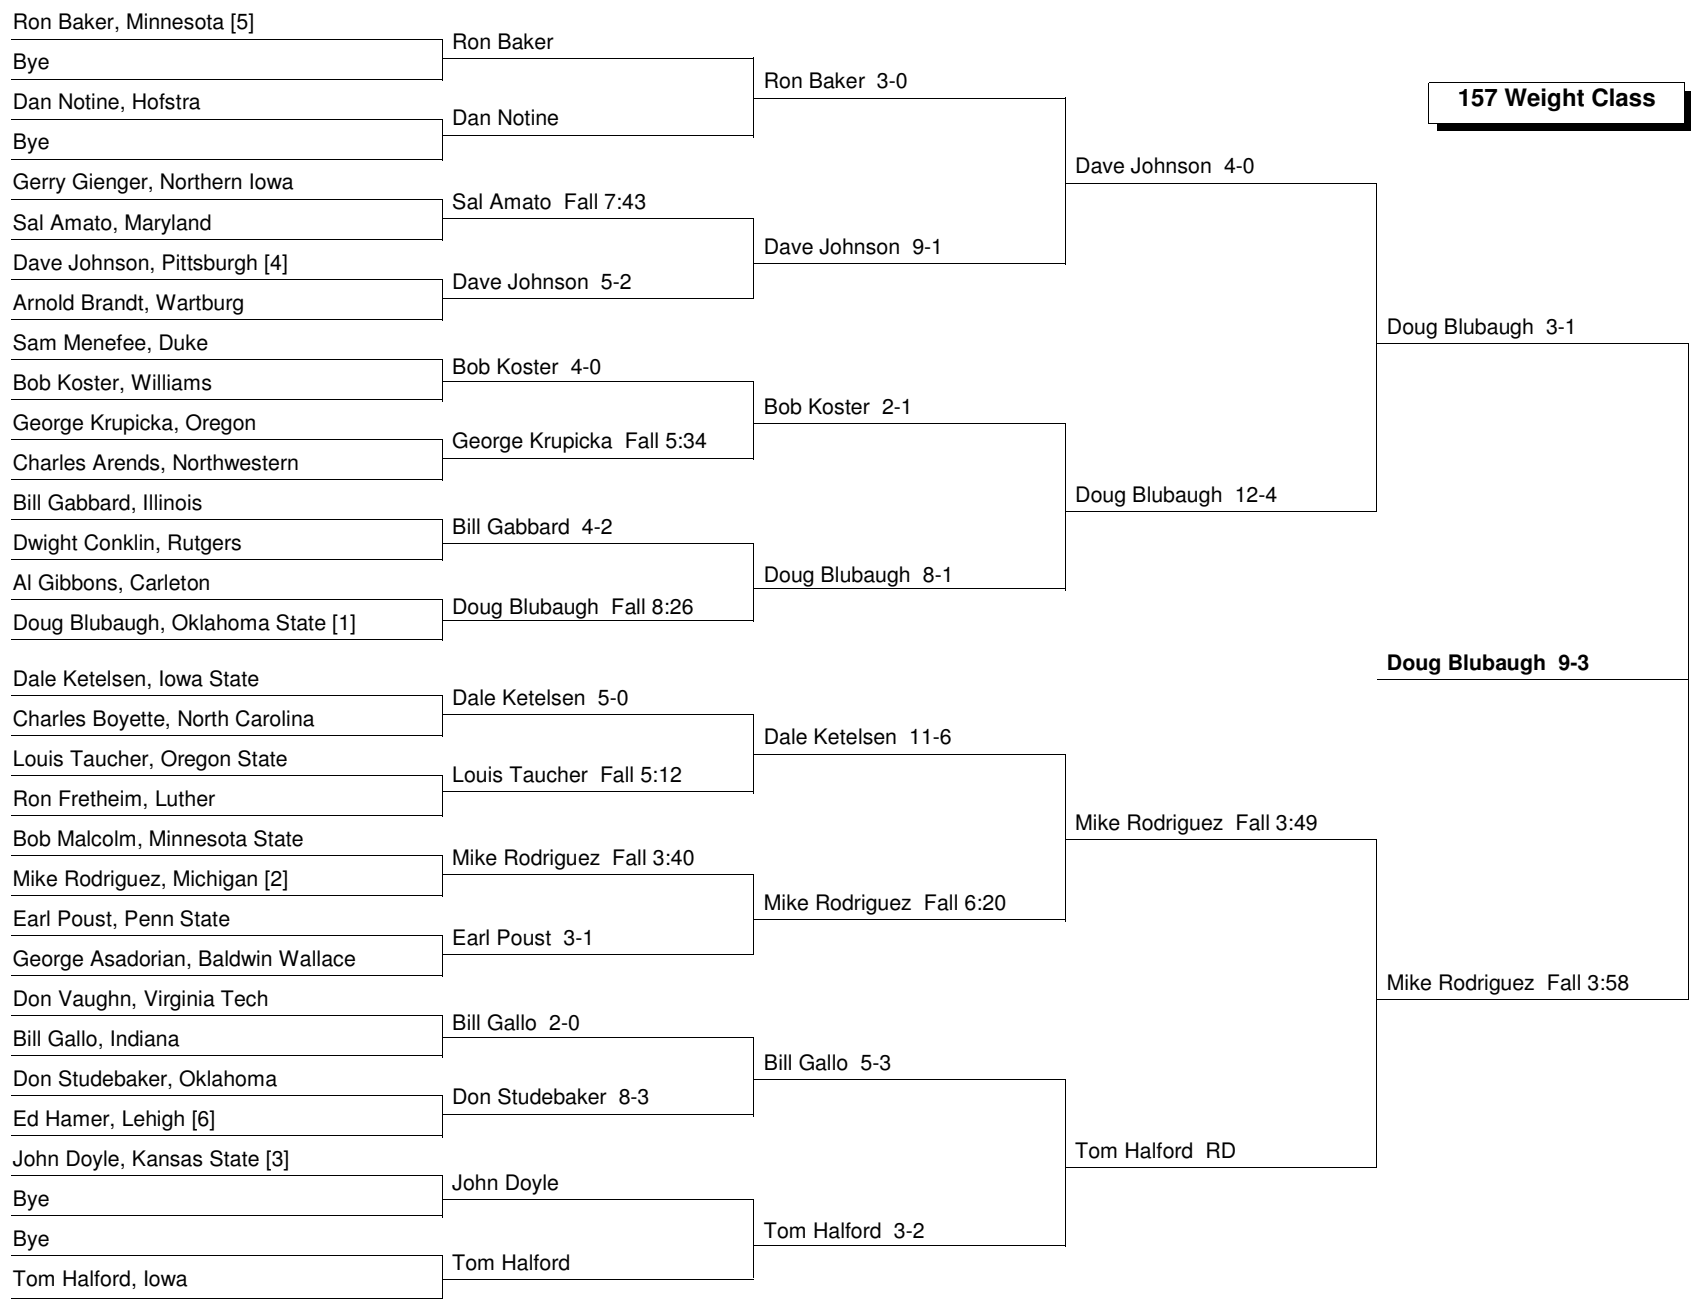 157 Weight Class
Ron Baker, Minnesota [5]
Bye
Dan Notine, Hofstra
Bye
Gerry Gienger, Northern Iowa
Sal Amato, Maryland
Dave Johnson, Pittsburgh [4]
Arnold Brandt, Wartburg
Sam Menefee, Duke
Bob Koster, Williams
George Krupicka, Oregon
Charles Arends, Northwestern
Bill Gabbard, Illinois
Dwight Conklin, Rutgers
Al Gibbons, Carleton
Doug Blubaugh, Oklahoma State [1]
Dale Ketelsen, Iowa State
Charles Boyette, North Carolina
Louis Taucher, Oregon State
Ron Fretheim, Luther
Bob Malcolm, Minnesota State
Mike Rodriguez, Michigan [2]
Earl Poust, Penn State
George Asadorian, Baldwin Wallace
Don Vaughn, Virginia Tech
Bill Gallo, Indiana
Don Studebaker, Oklahoma
Ed Hamer, Lehigh [6]
John Doyle, Kansas State [3]
Bye
Bye
Tom Halford, Iowa
Ron Baker
Dan Notine
Sal Amato Fall 7:43
Dave Johnson 5-2
Bob Koster 4-0
George Krupicka Fall 5:34
Bill Gabbard 4-2
Doug Blubaugh Fall 8:26
Dale Ketelsen 5-0
Louis Taucher Fall 5:12
Mike Rodriguez Fall 3:40
Earl Poust 3-1
Bill Gallo 2-0
Don Studebaker 8-3
John Doyle
Tom Halford
Ron Baker 3-0
Dave Johnson 9-1
Bob Koster 2-1
Doug Blubaugh 8-1
Dale Ketelsen 11-6
Mike Rodriguez Fall 6:20
Bill Gallo 5-3
Tom Halford 3-2
Dave Johnson 4-0
Doug Blubaugh 12-4
Mike Rodriguez Fall 3:49
Tom Halford RD
Doug Blubaugh 3-1
Mike Rodriguez Fall 3:58
Doug Blubaugh 9-3